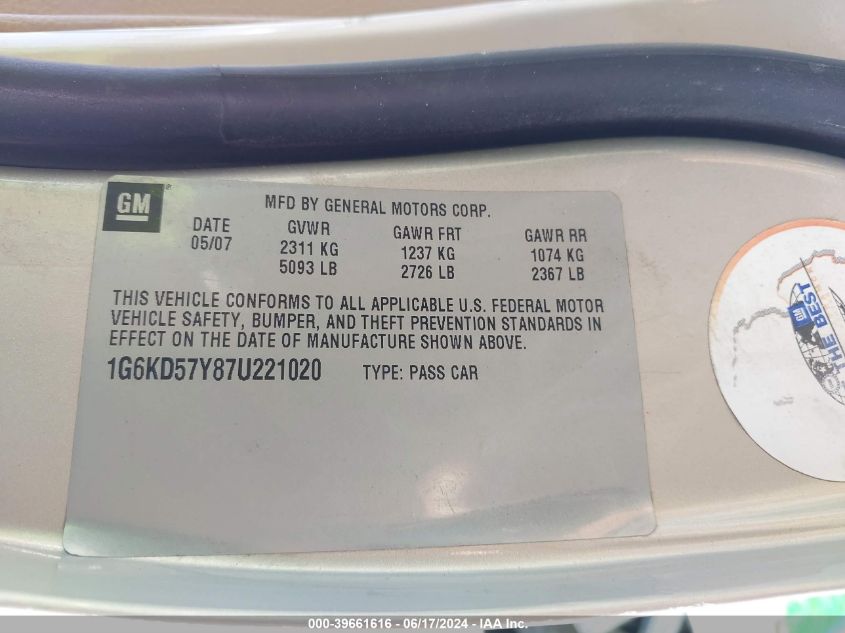 GM
MFD BY GENERAL MOTORS CORP.
DATE GVWR GAWR FRT GAWR RR
05/07 2311 KG 1237 KG 1074 KG
5093 LB 2726 LB 2367 LB
THIS VEHICLE CONFORMS TO ALL APPLICABLE U.S. FEDERAL MOTOR
VEHICLE SAFETY, BUMPER, AND THEFT PREVENTION STANDARDS IN
EFFECT ON THE DATE OF MANUFACTURE SHOWN ABOVE.
1G6KD57Y87U221020 TYPE: PASS CAR
GM
THE BEST
000-39661616 - 06/17/2024 - IAA Inc.